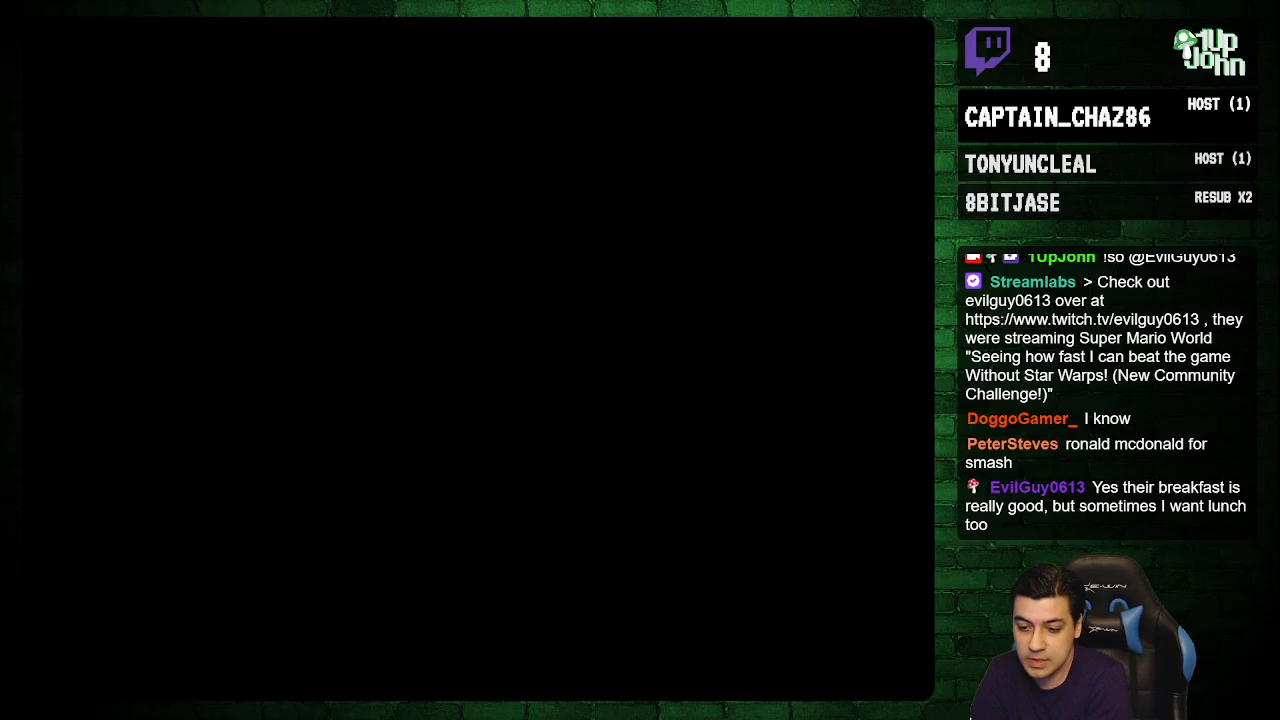 8
1Up
John
CAPTAIN_CHAZ86
HOST (1)
TONYUNCLEAL
HOST (1)
8BITJASE
RESUB X2
1UpJohn !so @EvilGuy0613
Streamlabs > Check out
evilguy0613 over at
https://www.twitch.tv/evilguy0613 , they
were streaming Super Mario World
"Seeing how fast I can beat the game
Without Star Warps! (New Community
Challenge!)"
DoggoGamer_ I know
PeterSteves ronald mcdonald for
smash
EvilGuy0613 Yes their breakfast is
really good, but sometimes I want lunch
too
E-WIN